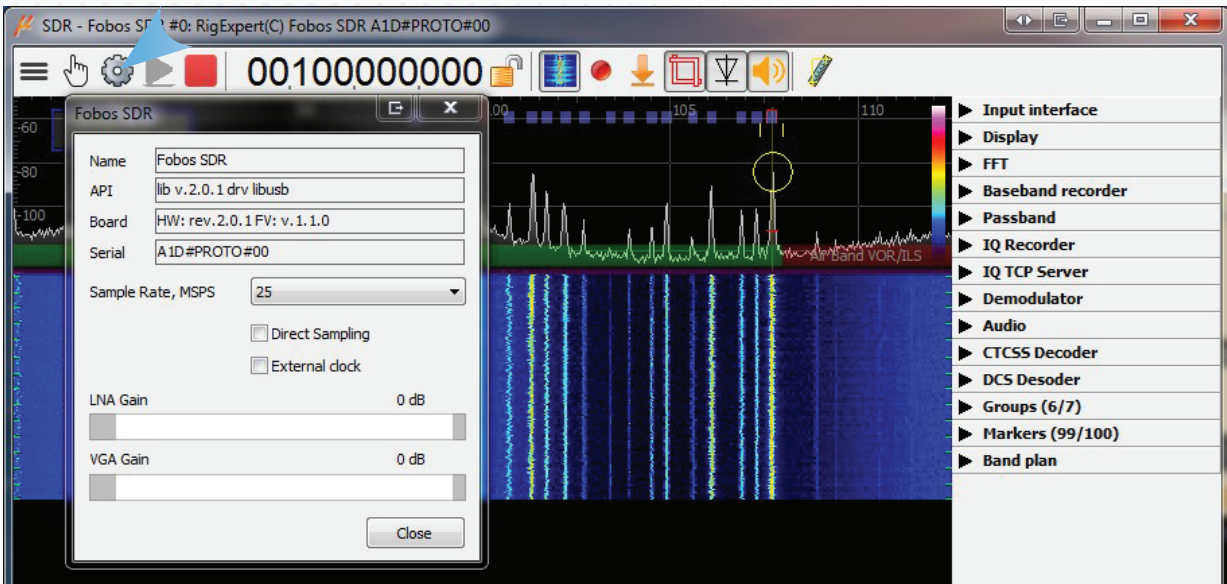 SDR - Fobos SDR #0: RigExpert(C) Fobos SDR A1D#PROTO#00
00100000000
Fobos SDR
Name Fobos SDR
API lib v.2.0.1 drv libusb
Board HW: rev.2.0.1 FV: v.1.1.0
Serial A1D#PROTO#00
Sample Rate, MSPS 25
Direct Sampling
External clock
LNA Gain 0 dB
VGA Gain 0 dB
Close
-60
-80
-100
105
110
Air Band VOR/ILS
Input interface
Display
FFT
Baseband recorder
Passband
IQ Recorder
IQ TCP Server
Demodulator
Audio
CTCSS Decoder
DCS Desoder
Groups (6/7)
Markers (99/100)
Band plan